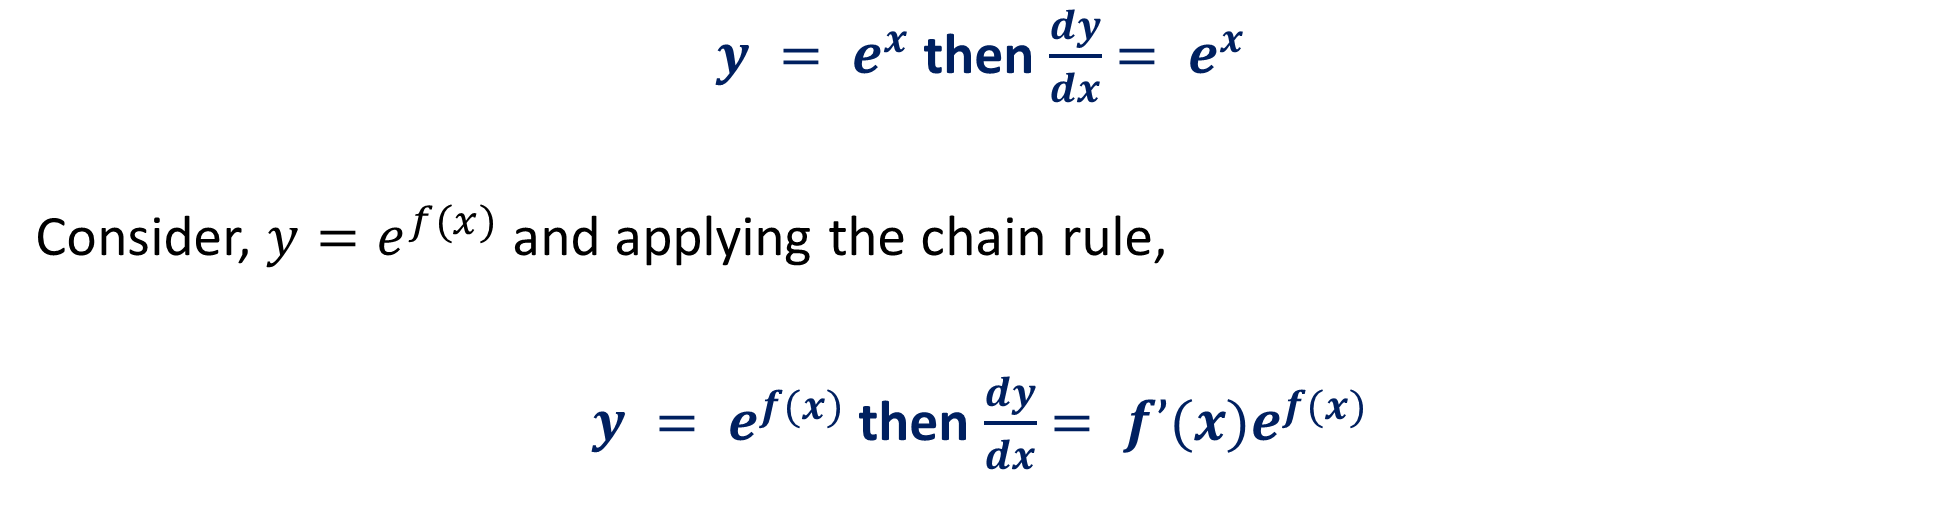 y = e^x then dy/dx = e^x
Consider, y = e^f(x) and applying the chain rule,
y = e^f(x) then dy/dx = f’(x)e^f(x)